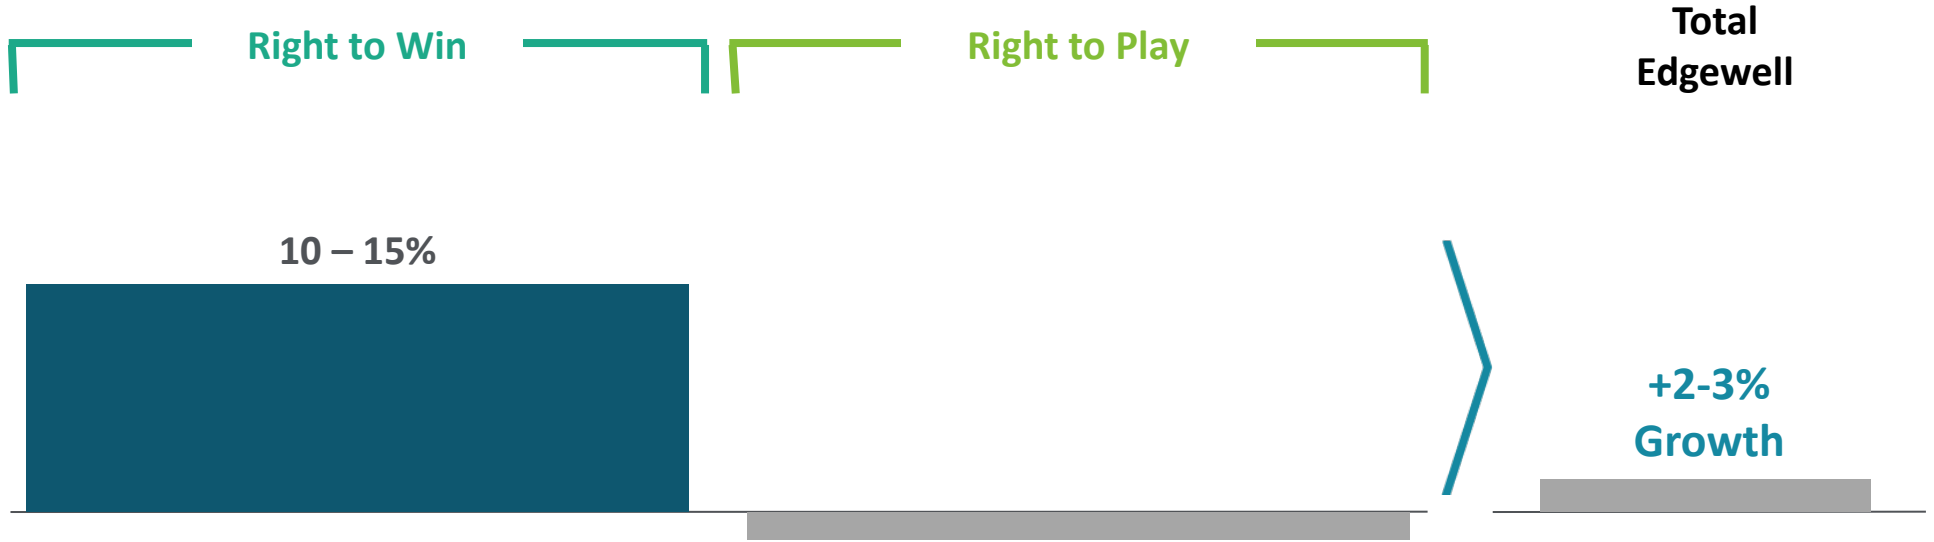 Right to Win
Right to Play
Total
Edgewell
10 – 15%
+2-3%
Growth